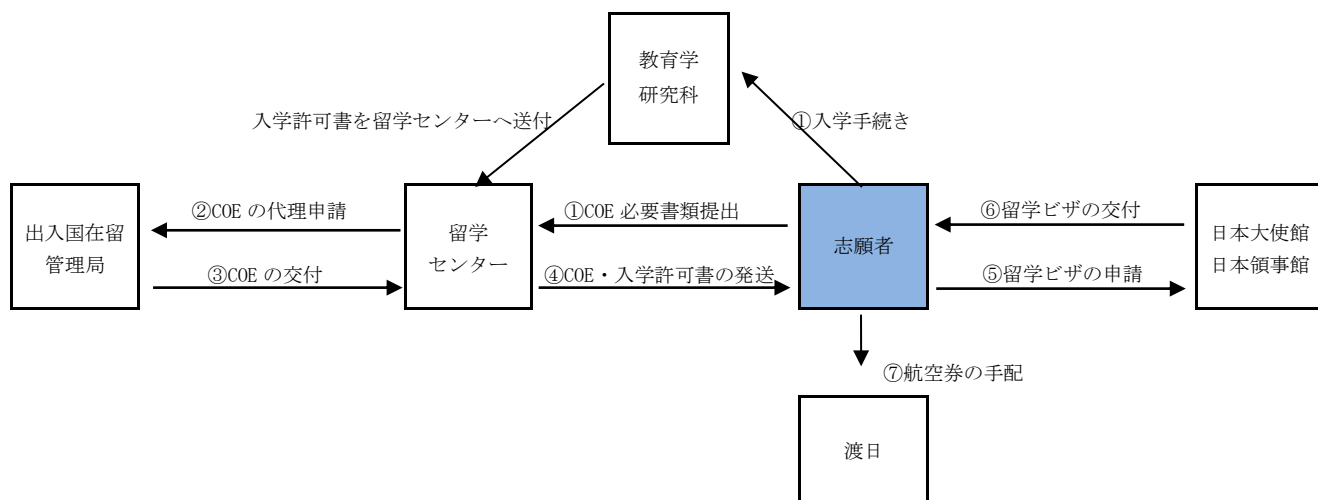 教育学
研究科
入学許可書を留学センターへ送付
①入学手続き
出入国在留
管理局
②COE の代理申請
③COE の交付
留学
センター
①COE 必要書類提出
④COE・入学許可書の発送
志願者
⑥留学ビザの交付
⑤留学ビザの申請
日本大使館
日本領事館
⑦航空券の手配
渡日